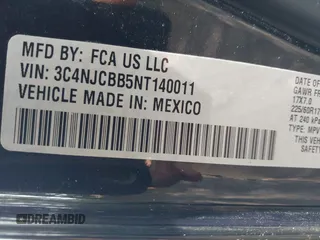 MFD BY: FCA US LLC
VIN: 3C4NJCBB5NT140011
VEHICLE MADE IN: MEXICO
DATE OF
GAWR FR
17X7.0
225/60R17
AT 240 kPa
TYPE: MPV
THIS VEHI
DREAMBID